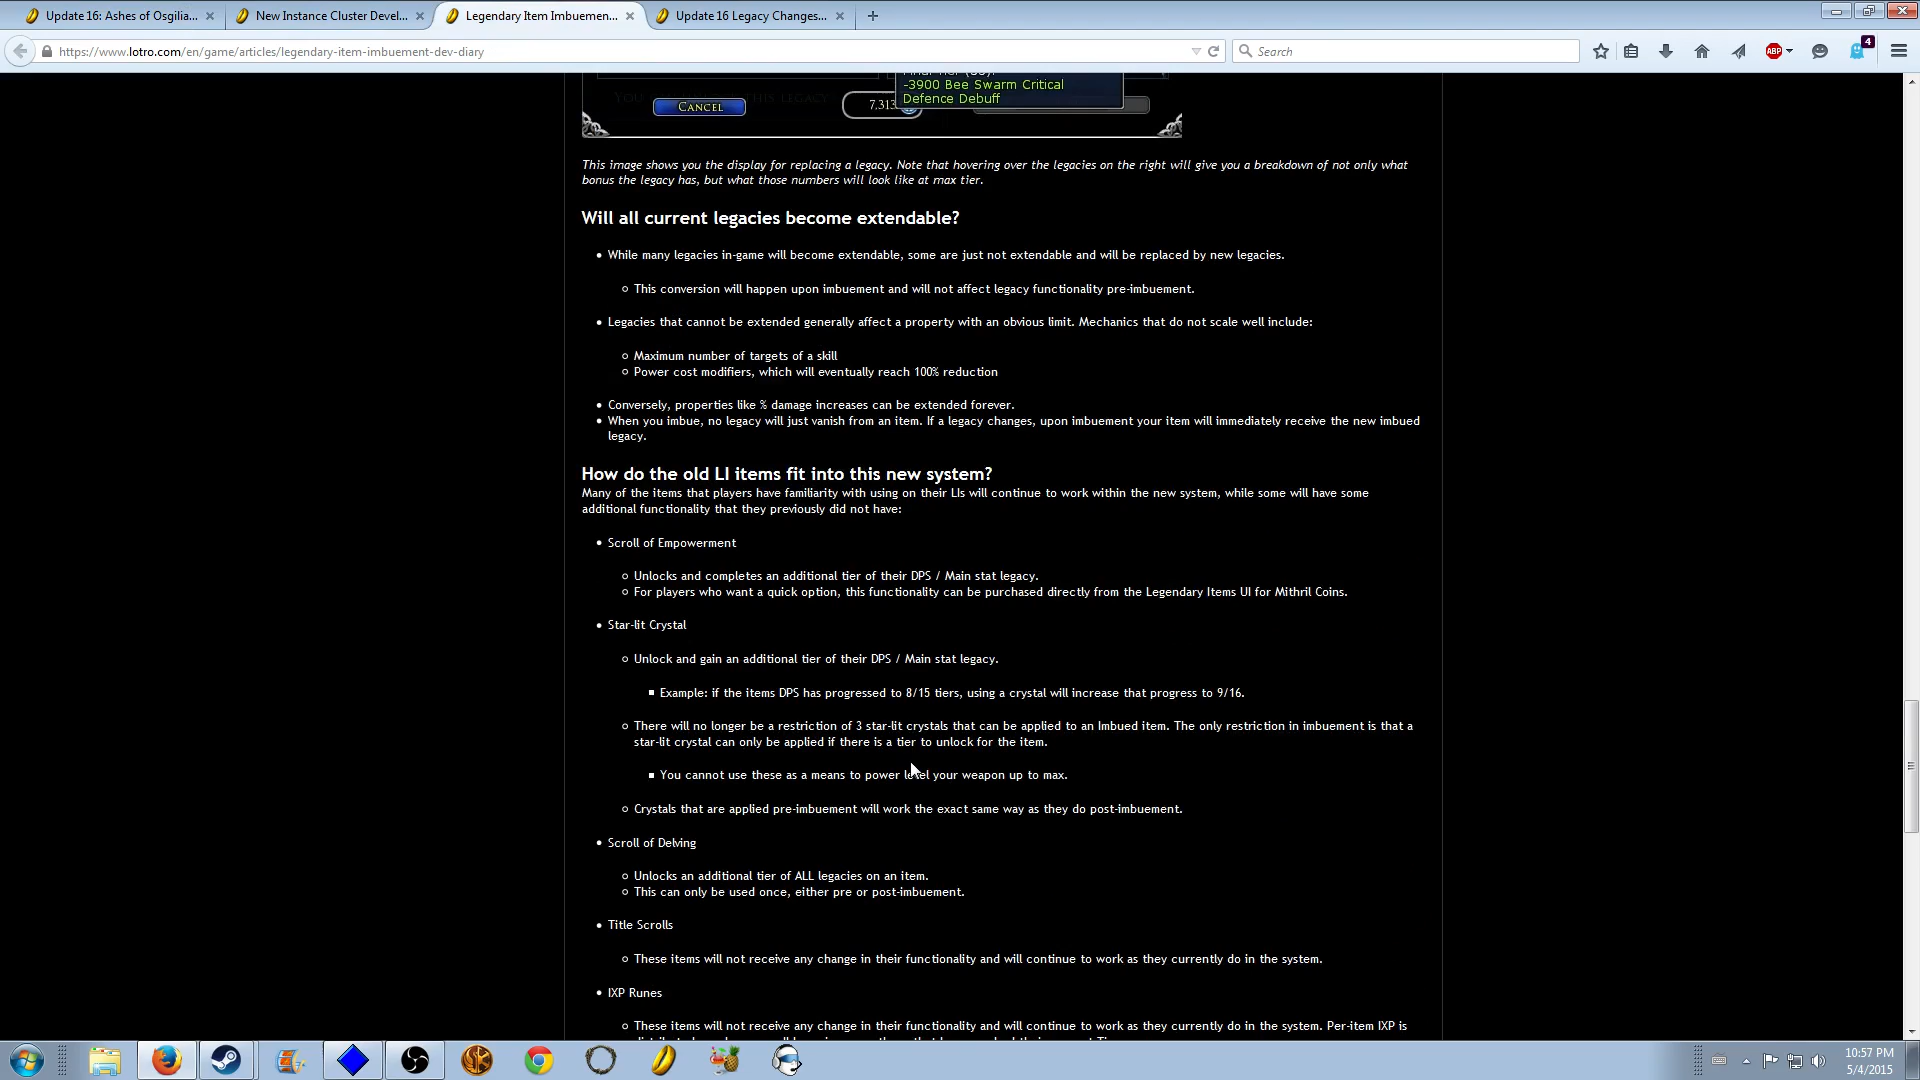 Update 16: Ashes of Osgilia...
New Instance Cluster Devel...
Legendary Item Imbuemen...
Update 16 Legacy Changes...
https://www.lotro.com/en/game/articles/legendary-item-imbuement-dev-diary
Search
ABP
4
-3900 Bee Swarm Critical
Defence Debuff
CANCEL
7,313
This image shows you the display for replacing a legacy. Note that hovering over the legacies on the right will give you a breakdown of not only what
bonus the legacy has, but what those numbers will look like at max tier.
Will all current legacies become extendable?
While many legacies in-game will become extendable, some are just not extendable and will be replaced by new legacies.
This conversion will happen upon imbuement and will not affect legacy functionality pre-imbuement.
Legacies that cannot be extended generally affect a property with an obvious limit. Mechanics that do not scale well include:
Maximum number of targets of a skill
Power cost modifiers, which will eventually reach 100% reduction
Conversely, properties like % damage increases can be extended forever.
When you imbue, no legacy will just vanish from an item. If a legacy changes, upon imbuement your item will immediately receive the new imbued
legacy.
How do the old LI items fit into this new system?
Many of the items that players have familiarity with using on their LIs will continue to work within the new system, while some will have some
additional functionality that they previously did not have:
Scroll of Empowerment
Unlocks and completes an additional tier of their DPS / Main stat legacy.
For players who want a quick option, this functionality can be purchased directly from the Legendary Items UI for Mithril Coins.
Star-lit Crystal
Unlock and gain an additional tier of their DPS / Main stat legacy.
Example: if the items DPS has progressed to 8/15 tiers, using a crystal will increase that progress to 9/16.
There will no longer be a restriction of 3 star-lit crystals that can be applied to an Imbued item. The only restriction in imbuement is that a
star-lit crystal can only be applied if there is a tier to unlock for the item.
You cannot use these as a means to power level your weapon up to max.
Crystals that are applied pre-imbuement will work the exact same way as they do post-imbuement.
Scroll of Delving
Unlocks an additional tier of ALL legacies on an item.
This can only be used once, either pre or post-imbuement.
Title Scrolls
These items will not receive any change in their functionality and will continue to work as they currently do in the system.
IXP Runes
These items will not receive any change in their functionality and will continue to work as they currently do in the system. Per-item IXP is
10:57 PM
5/4/2015